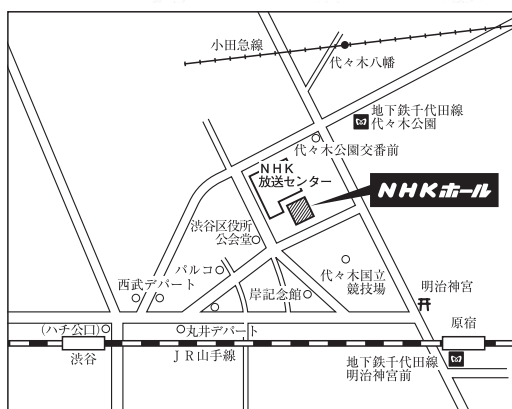 小田急線
代々木八幡
地下鉄千代田線
代々木公園
代々木公園交番前
NHK
放送センター
NHKホール
渋谷区役所
公会堂
パルコ
西武デパート
代々木国立
競技場
岸記念館
明治神宮
(ハチ公口)
丸井デパート
原宿
渋谷
JR山手線
地下鉄千代田線
明治神宮前